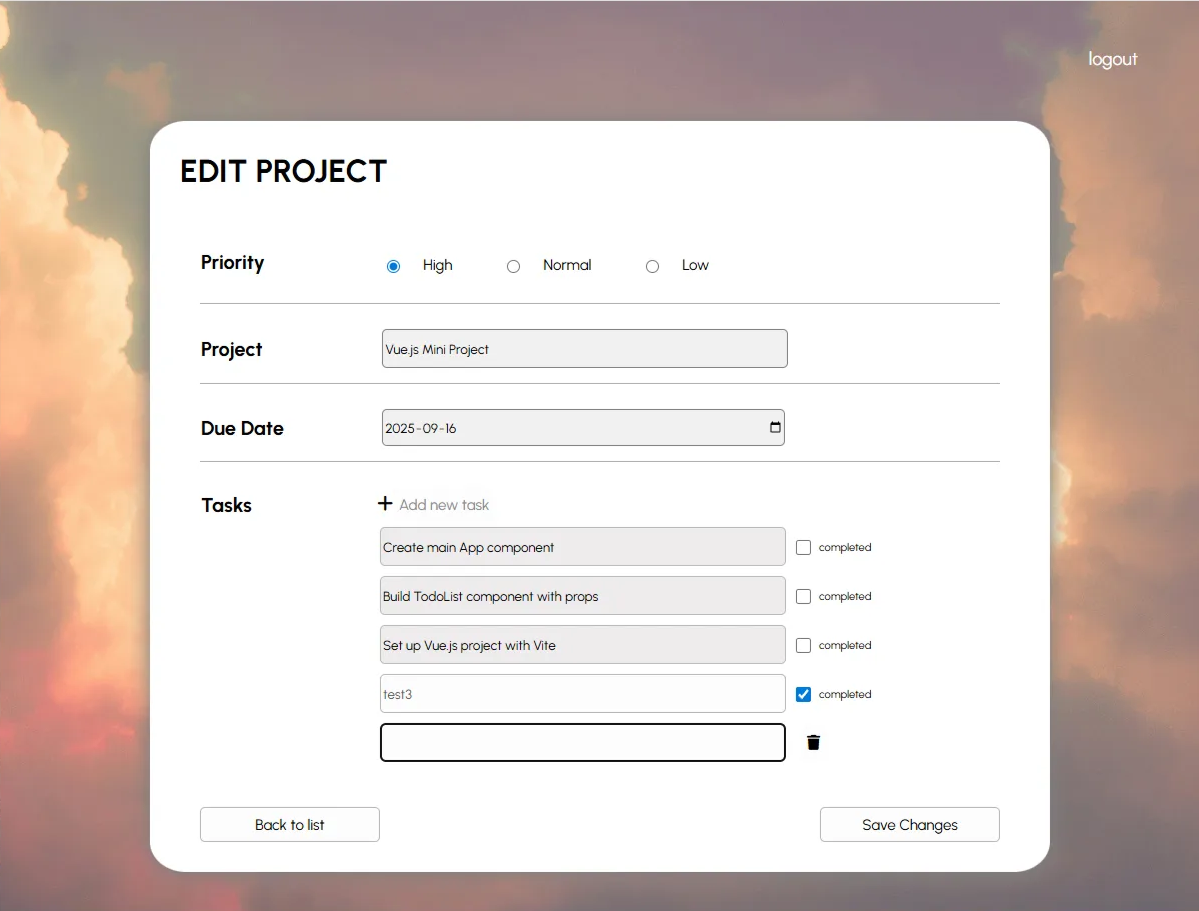 logout
EDIT PROJECT
Priority High Normal Low
Project Vue.js Mini Project
Due Date 2025-09-16
Tasks + Add new task
Create main App component completed
Build TodoList component with props completed
Set up Vue.js project with Vite completed
test3 completed
Back to list Save Changes